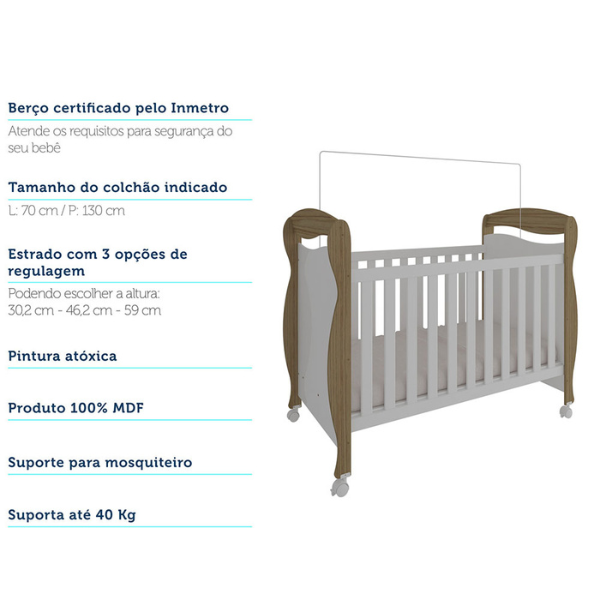 Berço certificado pelo Inmetro
Atende os requisitos para segurança do
seu bebê
Tamanho do colchão indicado
L: 70 cm / P: 130 cm
Estrado com 3 opções de
regulagem
Podendo escolher a altura:
30,2 cm - 46,2 cm - 59 cm
Pintura atóxica
Produto 100% MDF
Suporte para mosquiteiro
Suporta até 40 Kg